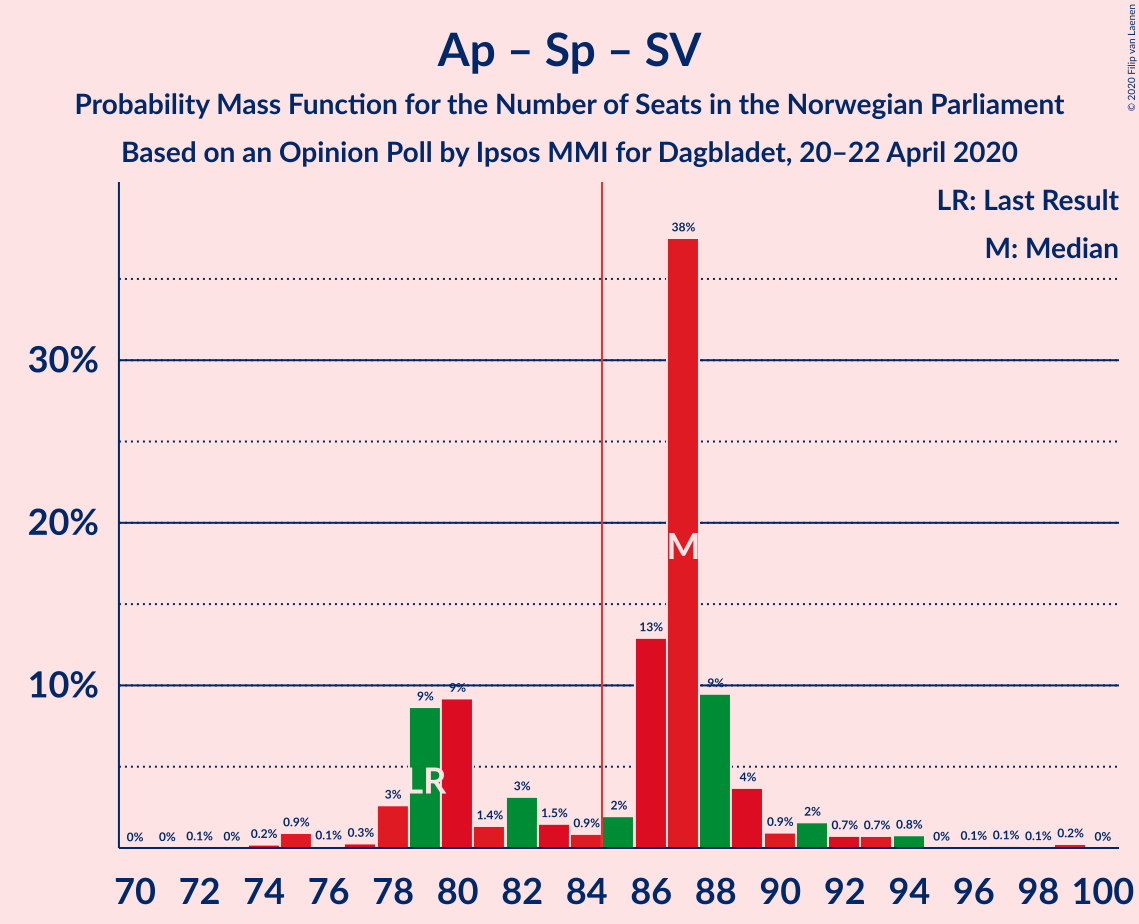 Ap – Sp – SV
Probability Mass Function for the Number of Seats in the Norwegian Parliament
Based on an Opinion Poll by Ipsos MMI for Dagbladet, 20–22 April 2020
© 2020 Filip van Laenen
LR: Last Result
M: Median
30%
20%
10%
0% 0% 0.1% 0% 0.2% 0.9% 0.1% 0.3% 3% 9% 9% 1.4% 3% 1.5% 0.9% 2% 13% 38% 9% 4% 0.9% 2% 0.7% 0.7% 0.8% 0% 0.1% 0.1% 0.1% 0.2% 0%
LR
M
70 72 74 76 78 80 82 84 86 88 90 92 94 96 98 100